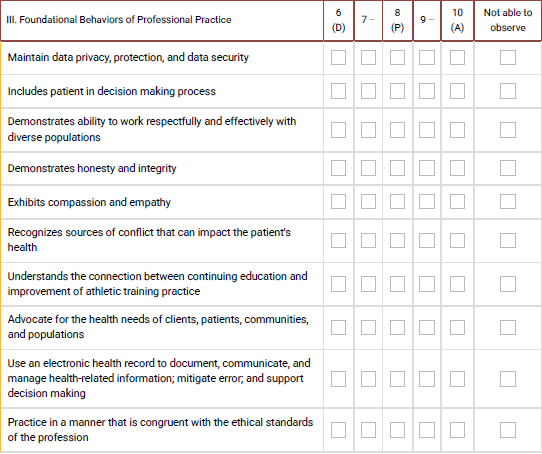 III. Foundational Behaviors of Professional Practice
6 (D)
7 –
8 (P)
9 –
10 (A)
Not able to observe
Maintain data privacy, protection, and data security
Includes patient in decision making process
Demonstrates ability to work respectfully and effectively with
diverse populations
Demonstrates honesty and integrity
Exhibits compassion and empathy
Recognizes sources of conflict that can impact the patient's
health
Understands the connection between continuing education and
improvement of athletic training practice
Advocate for the health needs of clients, patients, communities,
and populations
Use an electronic health record to document, communicate, and
manage health-related information; mitigate error; and support
decision making
Practice in a manner that is congruent with the ethical standards
of the profession